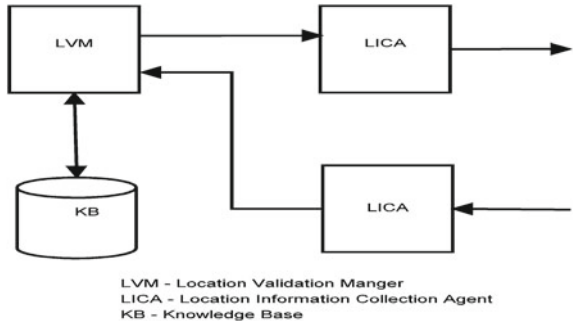 LVM
LICA
KB
LICA
LVM - Location Validation Manger
LICA - Location Information Collection Agent
KB - Knowledge Base